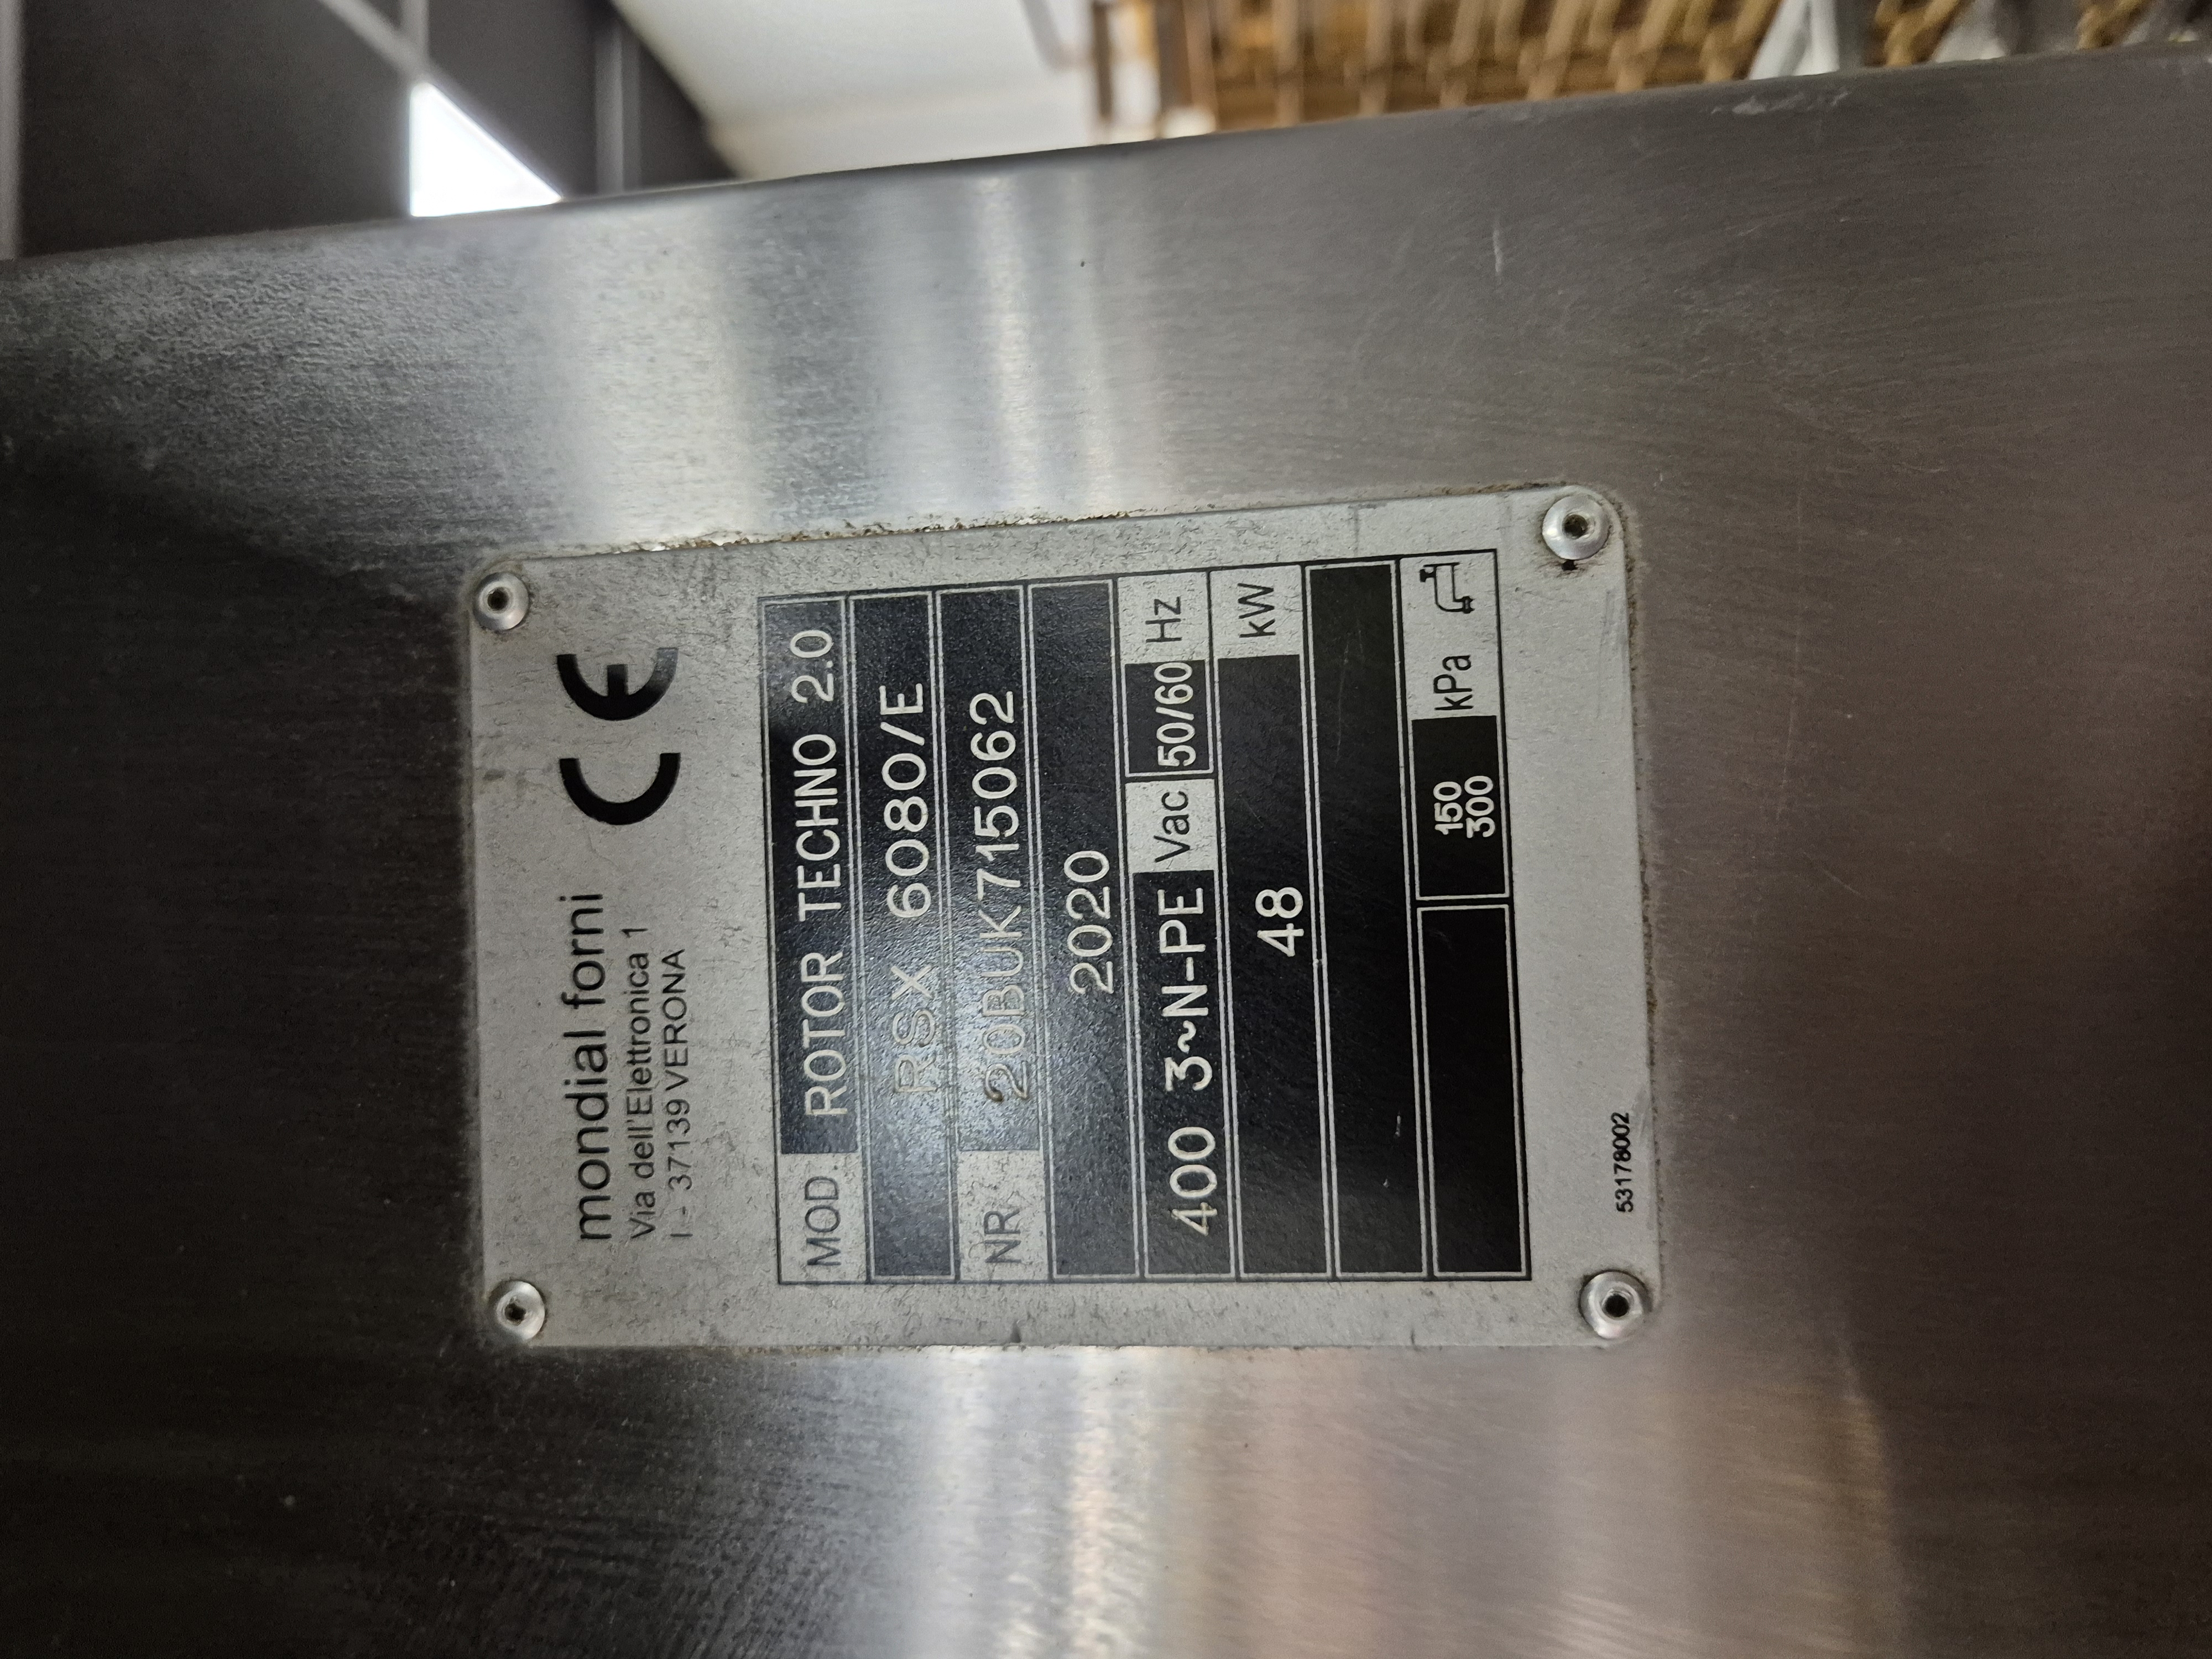 mondial forni
Via dell'Elettronica 1
I - 37139 VERONA
CE
MOD. ROTOR TECHNO 2.0
RSX 6080/E
NR. 20BUK715062
2020
400 3~N-PE Vac 50/60 Hz
48 kW
150
300 kPa
53178002